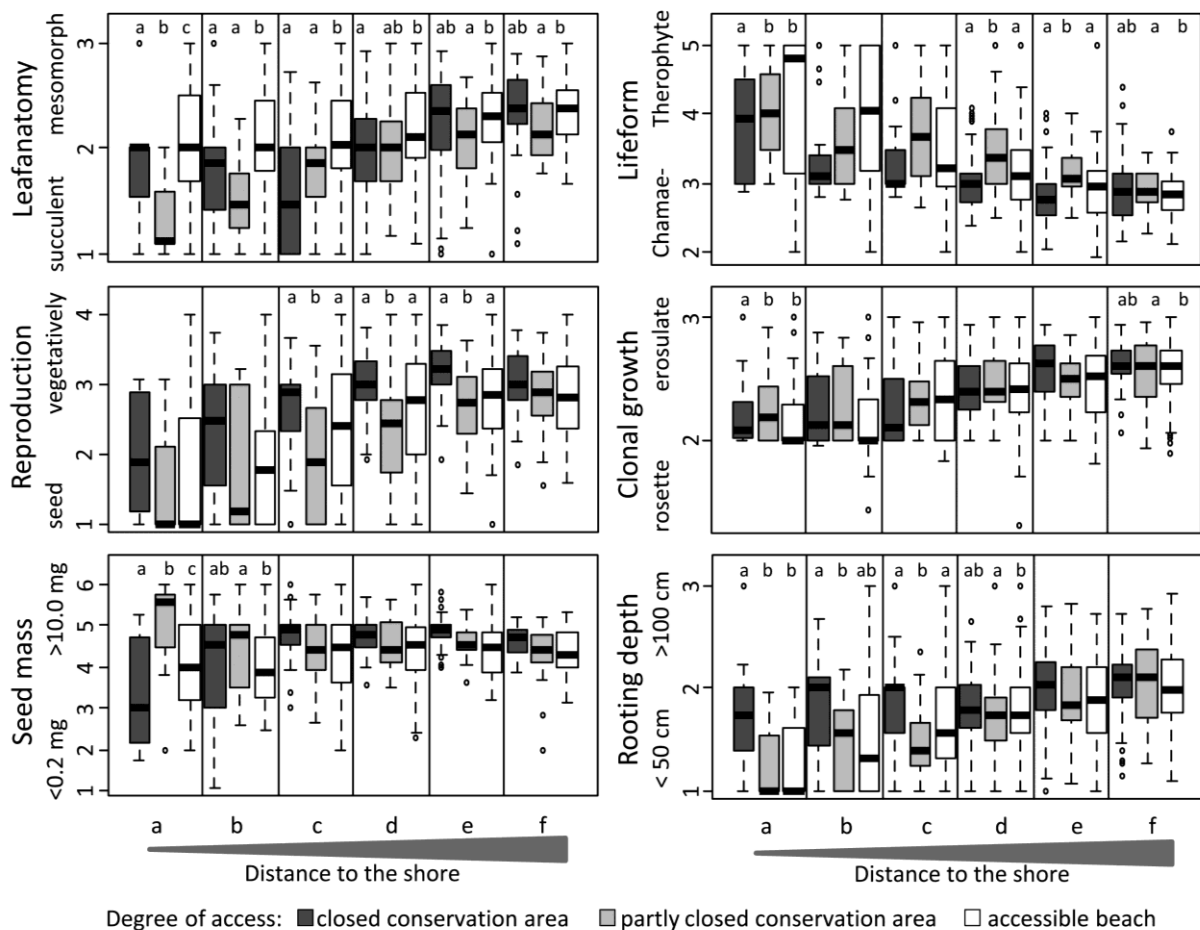 Leafanatomy
succulent mesomorph
3
2
1
a b c a b a a b a ab b a a b ab a b
Lifeform
Chamae- Therophyte
5
4
3
2
a b b a b a a b a ab a b
Reproduction
seed vegetatively
4
3
2
1
a b a a b a a b a
Clonal growth
rosette erosulate
3
2
a b b ab a b
Seed mass
<0.2 mg >10.0 mg
6
5
4
3
2
1
a b c ab a b
Rooting depth
< 50 cm >100 cm
3
2
1
a b b a b ab a b a ab a b
a b c d e f
Distance to the shore
a b c d e f
Distance to the shore
Degree of access: closed conservation area partly closed conservation area accessible beach